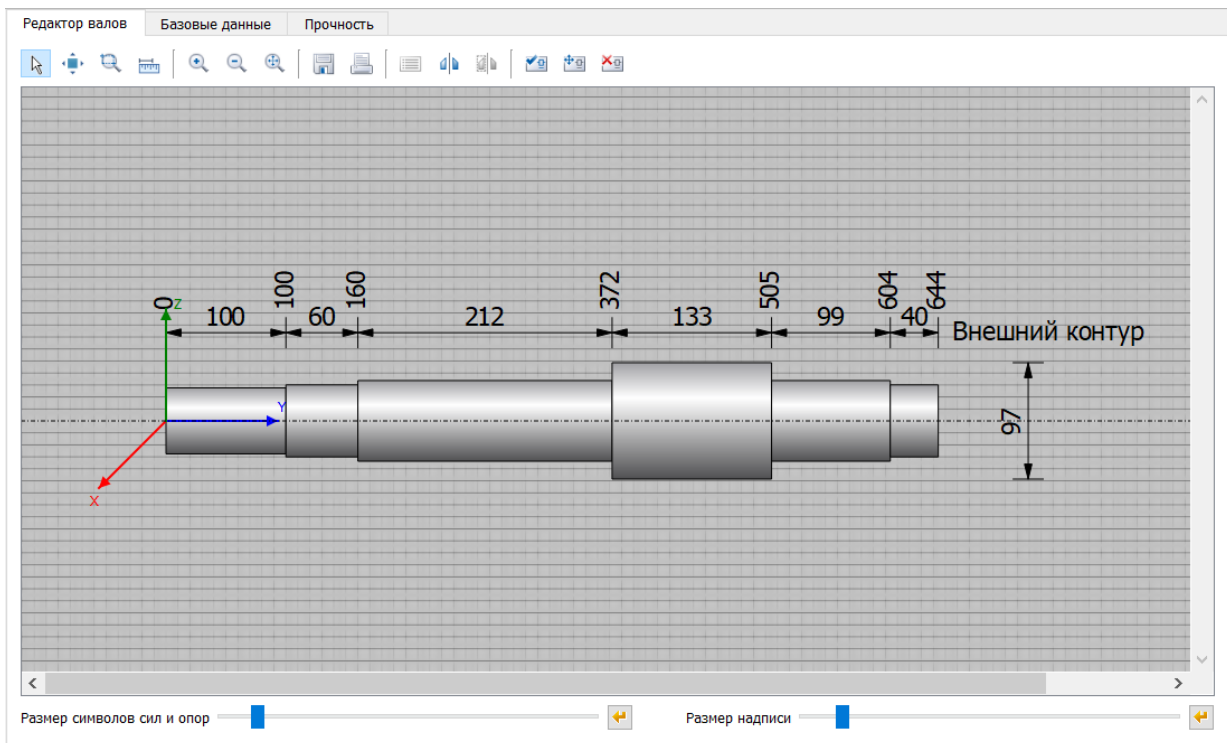 Редактор валов Базовые данные Прочность
0 100 160 372 505 604 644
Z
100 60 212 133 99 40
Внешний контур
Y
97
X
Размер символов сил и опор Размер надписи